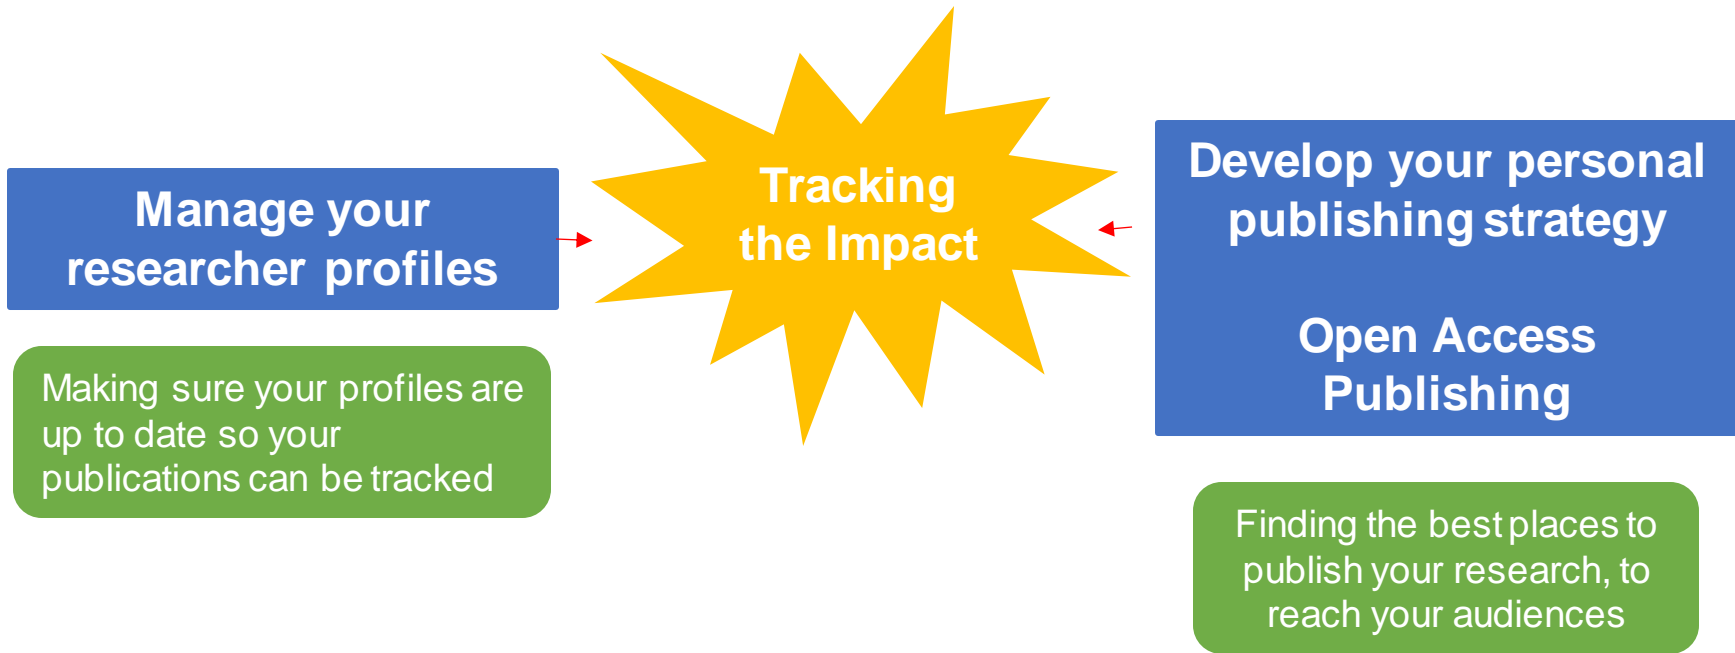 Manage your
researcher profiles
Making sure your profiles are
up to date so your
publications can be tracked
Tracking
the Impact
Develop your personal
publishing strategy
Open Access
Publishing
Finding the best places to
publish your research, to
reach your audiences